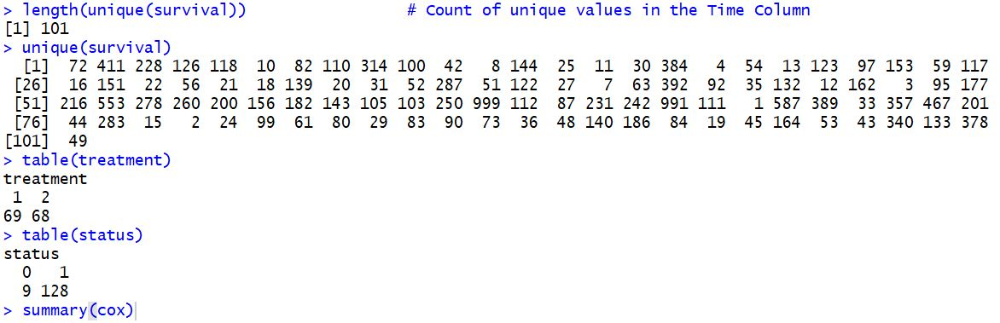 > length(unique(survival))                  # Count of unique values in the Time Column
[1] 101
> unique(survival)
  [1]  72 411 228 126 118  10  82 110 314 100  42   8 144  25  11  30 384   4  54  13 123  97 153  59 117
 [26]  16 151  22  56  21  18 139  20  31  52 287  51 122  27   7  63 392  92  35 132  12 162   3  95 177
 [51] 216 553 278 260 200 156 182 143 105 103 250 999 112  87 231 242 991 111   1 587 389  33 357 467 201
 [76]  44 283  15   2  24  99  61  80  29  83  90  73  36  48 140 186  84  19  45 164  53  43 340 133 378
[101]  49
> table(treatment)
treatment
 1  2
69 68
> table(status)
status
  0   1
  9 128
> summary(cox)